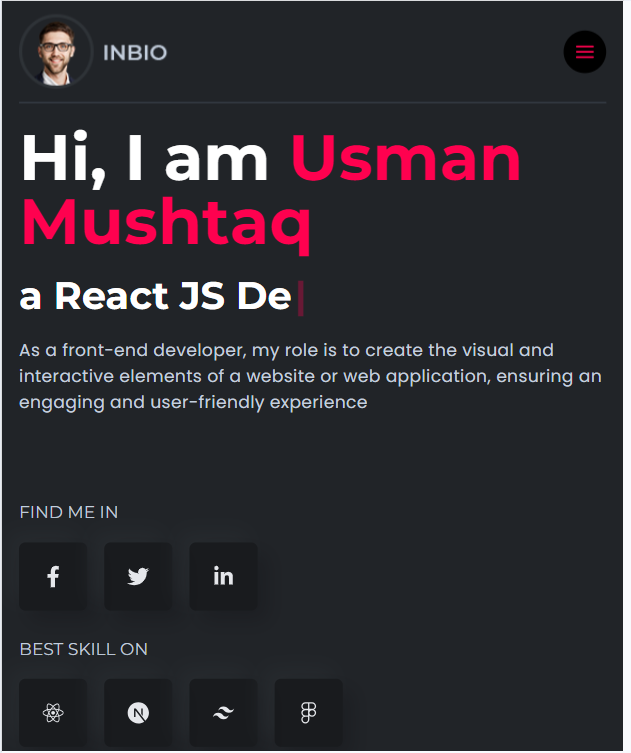 INBIO
Hi, I am Usman
Mushtaq
a React JS De
As a front-end developer, my role is to create the visual and
interactive elements of a website or web application, ensuring an
engaging and user-friendly experience
FIND ME IN
BEST SKILL ON